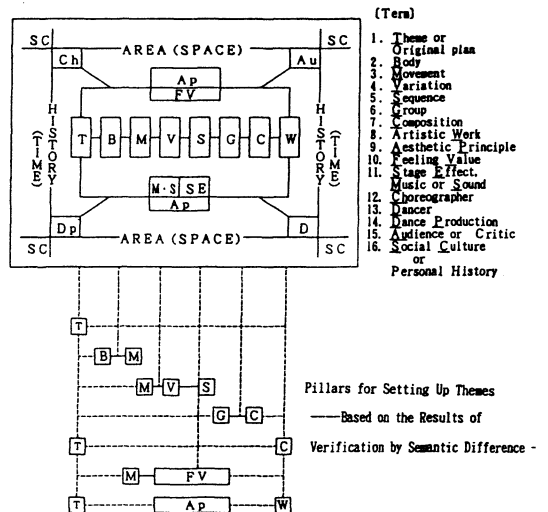 SC AREA (SPACE) SC
Ch Au
Ap
FV
HISTORY
(TIME)
T B M V S G C W
HISTORY
(TIME)
M·S SE
Ap
Dp D
SC AREA (SPACE) SC
T
B M
M V S
G C
T C
M FV
T Ap W
(Term)
1. Theme or
Original plan
2. Body
3. Movement
4. Variation
5. Sequence
6. Group
7. Composition
8. Artistic Work
9. Aesthetic Principle
10. Feeling Value
11. Stage Effect,
Music or Sound
12. Choreographer
13. Dancer
14. Dance Production
15. Audience or Critic
16. Social Culture
or
Personal History
Pillars for Setting Up Themes
——Based on the Results of
Verification by Semantic Difference -